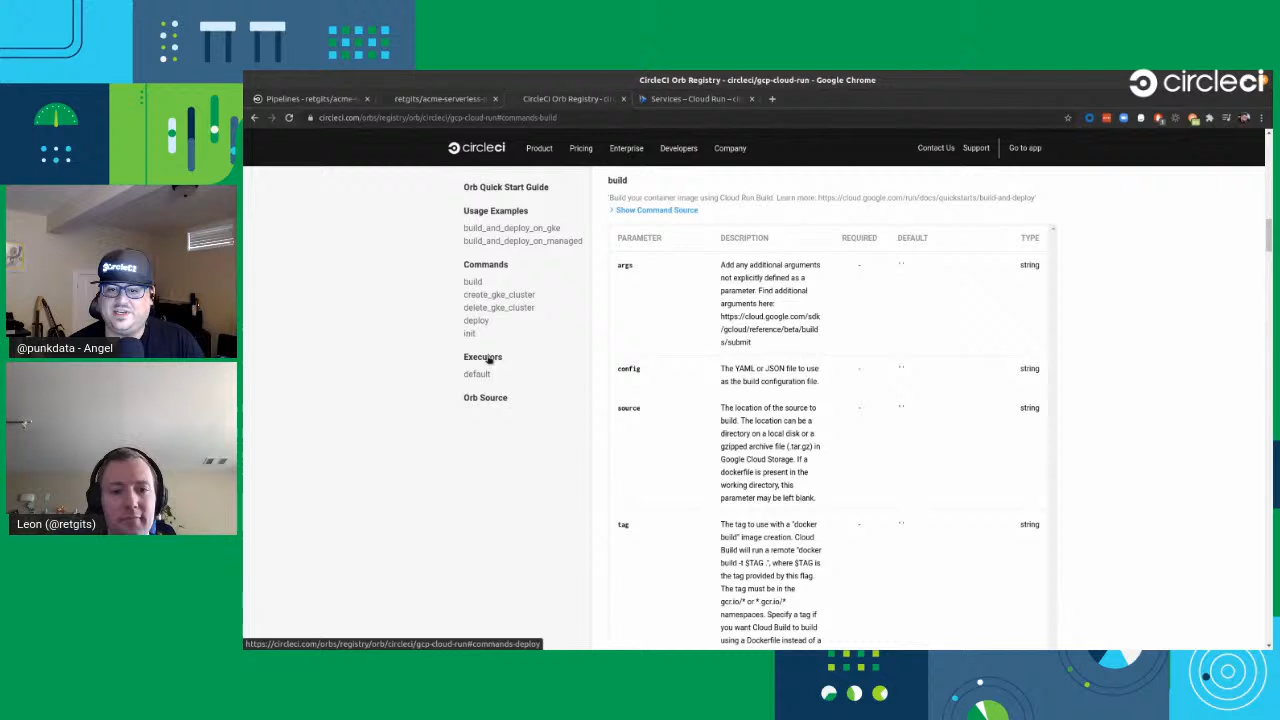 CircleCI Orb Registry - circleci/gcp-cloud-run - Google Chrome
circleci
Pipelines - retgits/acme-
retgits/acme-serverless-
CircleCI Orb Registry - circ
Services – Cloud Run – c
circleci.com/orbs/registry/orb/circleci/gcp-cloud-run#commands-build
circleci
Product
Pricing
Enterprise
Developers
Company
Contact Us
Support
Go to app
Orb Quick Start Guide
Usage Examples
build_and_deploy_on_gke
build_and_deploy_on_managed
Commands
build
create_gke_cluster
delete_gke_cluster
deploy
init
Executors
default
Orb Source
build
'Build your container image using Cloud Run Build. Learn more: https://cloud.google.com/run/docs/quickstarts/build-and-deploy'
> Show Command Source
PARAMETER DESCRIPTION REQUIRED DEFAULT TYPE
args
Add any additional arguments
not explicitly defined as a
parameter. Find additional
arguments here:
https://cloud.google.com/sdk
/gcloud/reference/beta/build
s/submit
-
''
string
config
The YAML or JSON file to use
as the build configuration file.
-
''
string
source
The location of the source to
build. The location can be a
directory on a local disk or a
gzipped archive file (.tar.gz) in
Google Cloud Storage. If a
dockerfile is present in the
working directory, this
parameter may be left blank.
-
''
string
tag
The tag to use with a "docker
build" image creation. Cloud
Build will run a remote "docker
build -t $TAG .", where $TAG is
the tag provided by this flag.
The tag must be in the
gcr.io/* or *.gcr.io/*
namespaces. Specify a tag if
you want Cloud Build to build
using a Dockerfile instead of a
-
''
string
https://circleci.com/orbs/registry/orb/circleci/gcp-cloud-run#commands-deploy
circleci
@punkdata - Angel
Leon (@retgits)